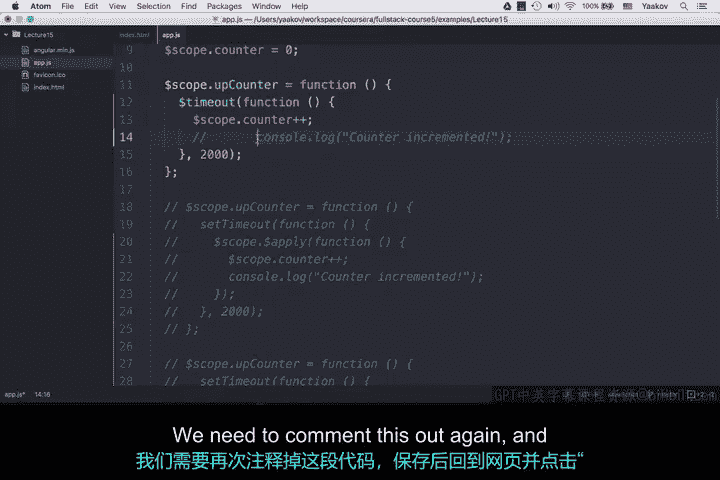 Atom File Edit View Selection Find Packages Window Help 100% Yaakov
app.js — /Users/yaakov/workspace/coursera/fullstack-course5/examples/Lecture15
Lecture15
angular.min.js
app.js
favicon.ico
index.html
index.html app.js
9 $scope.counter = 0;
10
11 $scope.upCounter = function () {
12 $timeout(function () {
13 $scope.counter++;
14 // console.log("Counter incremented!");
15 }, 2000);
16 };
17
18 // $scope.upCounter = function () {
19 // setTimeout(function () {
20 // $scope.$apply(function () {
21 // $scope.counter++;
22 // console.log("Counter incremented!");
23 // });
24 // }, 2000);
25 // };
26
27 // $scope.upCounter = function () {
28 // setTimeout(function () {
app.js* 14:16
We need to comment this out again, and
我们需要再次注释掉这段代码，保存后回到网页并点击“